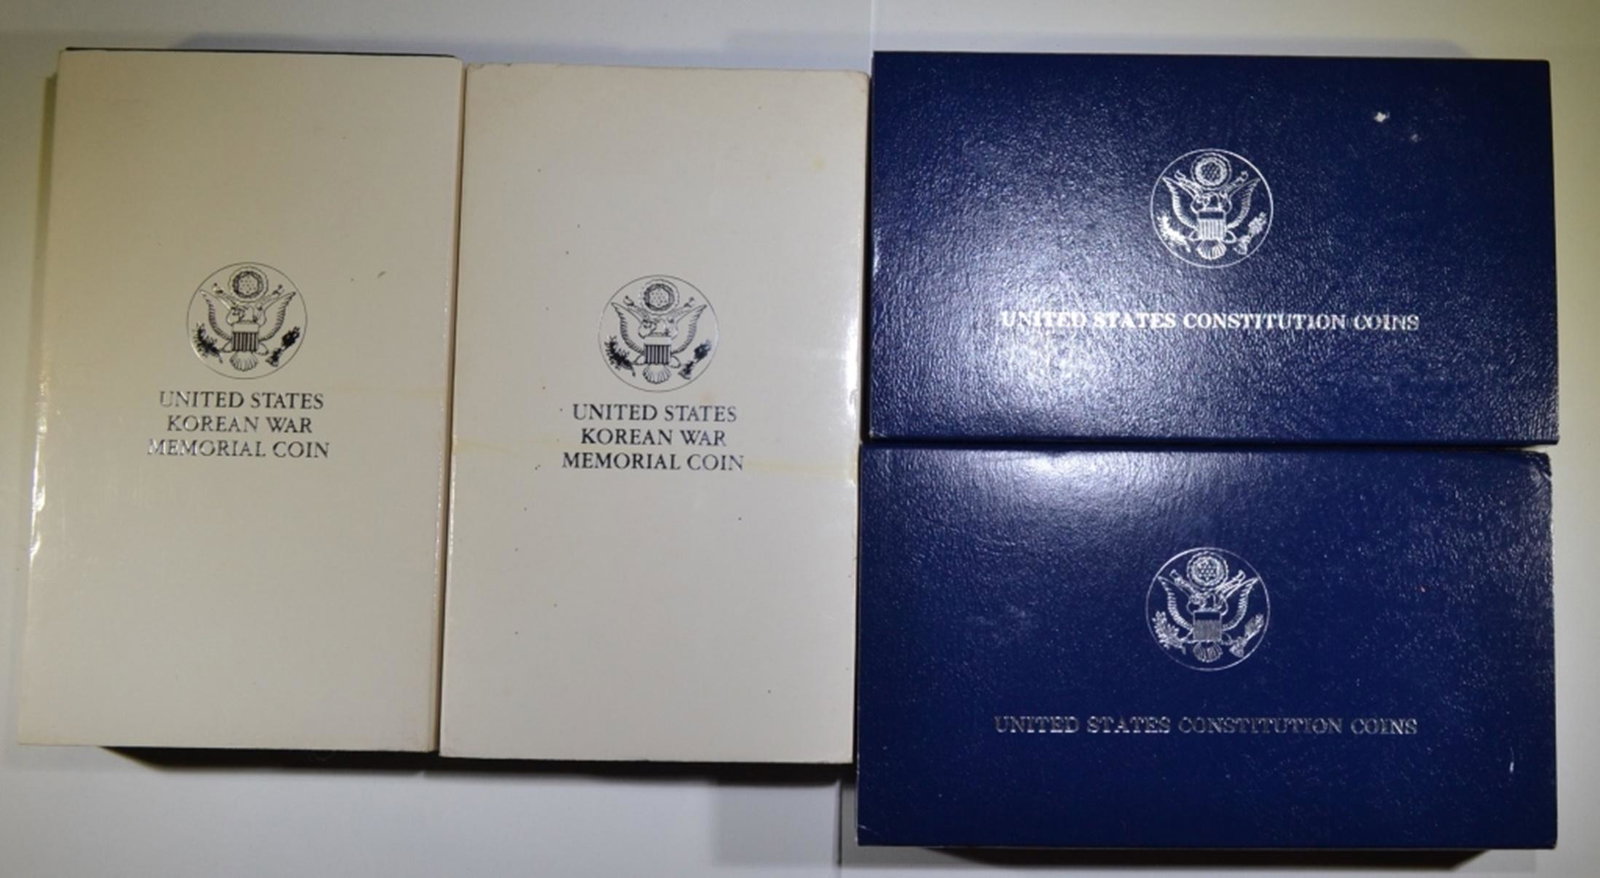 UNITED STATES
KOREAN WAR
MEMORIAL COIN
UNITED STATES
KOREAN WAR
MEMORIAL COIN
UNITED STATES CONSTITUTION COINS
UNITED STATES CONSTITUTION COINS